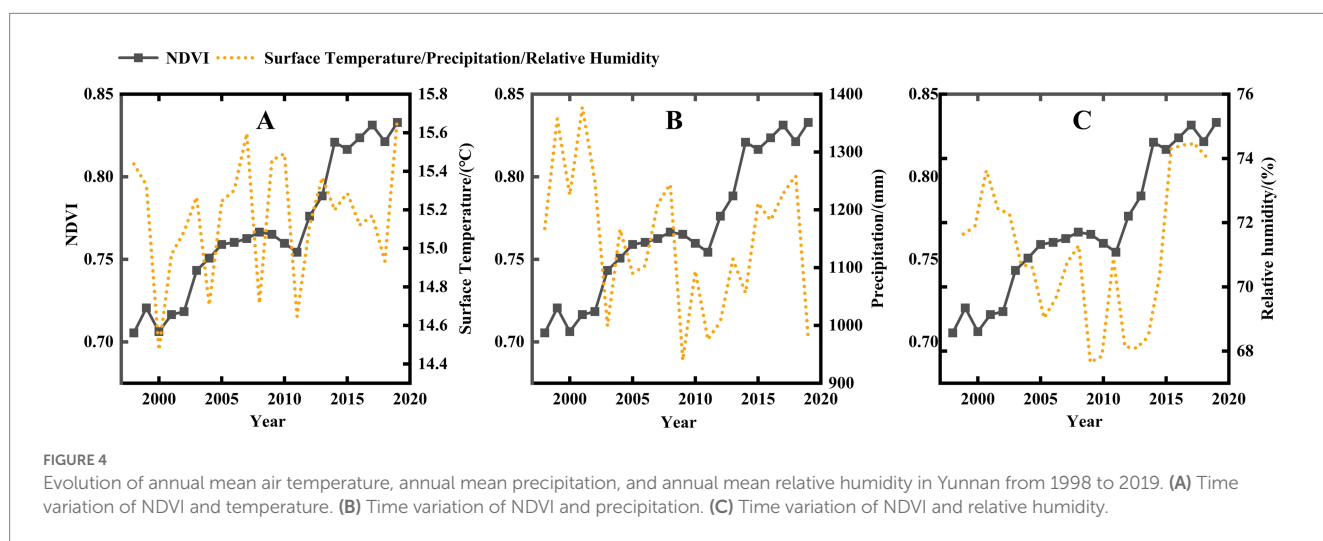 NDVI Surface Temperature/Precipitation/Relative Humidity
A
NDVI
0.85
0.80
0.75
0.70
15.8
15.6
15.4
15.2
15.0
14.8
14.6
14.4
Surface Temperature/(°C)
2000 2005 2010 2015 2020
Year
B
0.85
0.80
0.75
0.70
1400
1300
1200
1100
1000
900
Precipitation/(mm)
2000 2005 2010 2015 2020
Year
C
0.85
0.80
0.75
0.70
76
74
72
70
68
Relative humidity/(%)
2000 2005 2010 2015 2020
Year
FIGURE 4
Evolution of annual mean air temperature, annual mean precipitation, and annual mean relative humidity in Yunnan from 1998 to 2019. (A) Time
variation of NDVI and temperature. (B) Time variation of NDVI and precipitation. (C) Time variation of NDVI and relative humidity.